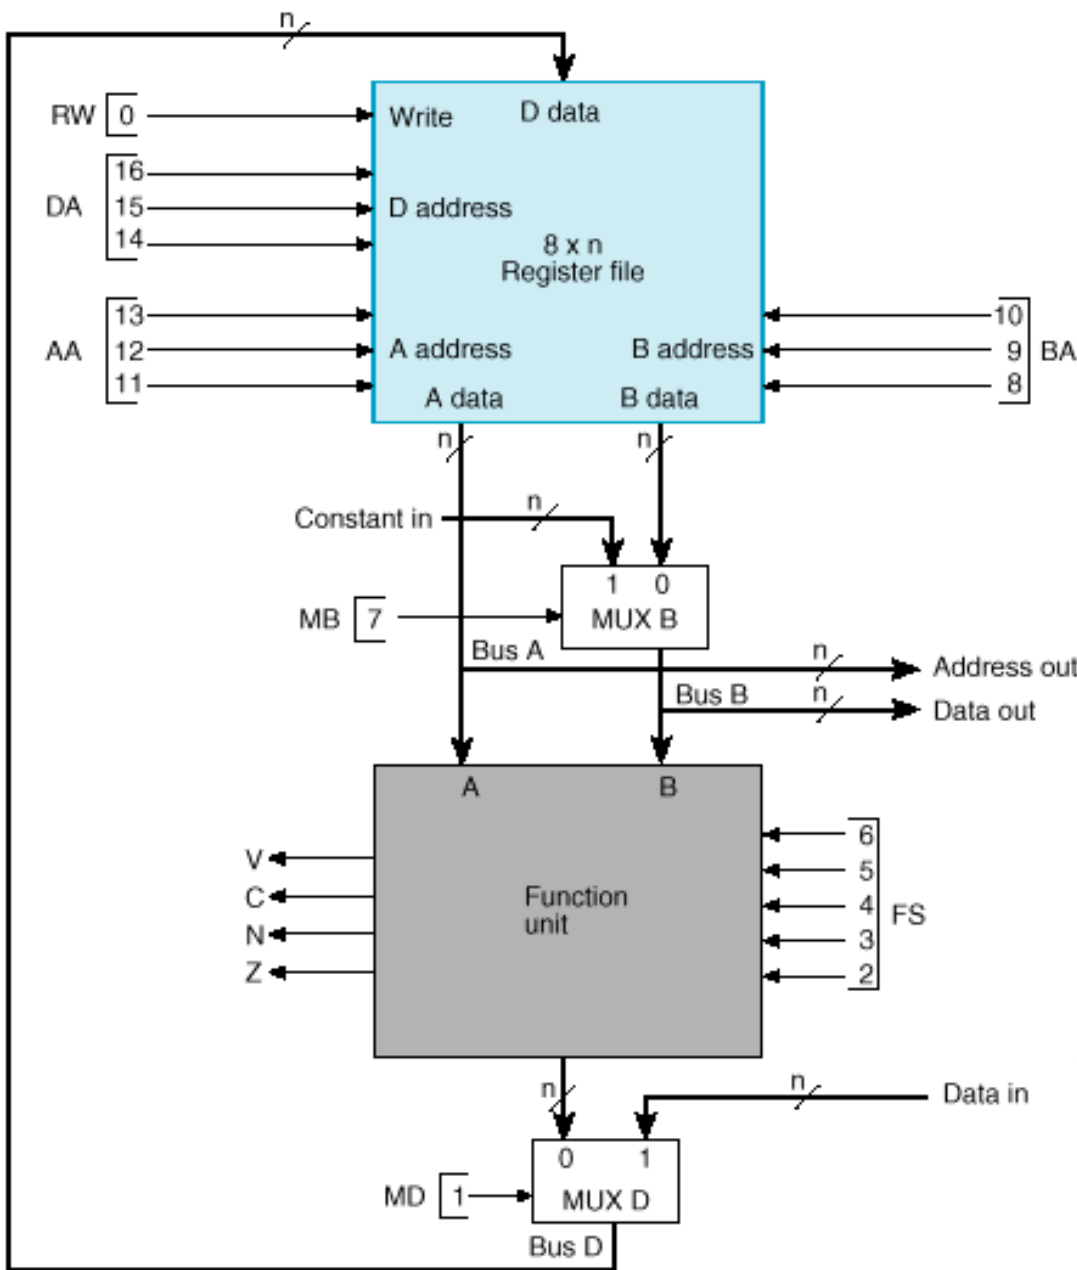 n
RW 0
Write
D data
16
DA 15
14
D address
8 x n
Register file
13
AA 12
11
A address
B address
10
9 BA
8
A data
B data
n
n
Constant in
n
1 0
MB 7
MUX B
Bus A
n
Address out
Bus B
n
Data out
A
B
V
C
N
Z
Function
unit
6
5
4
3
2
FS
n
n
Data in
0 1
MD 1
MUX D
Bus D